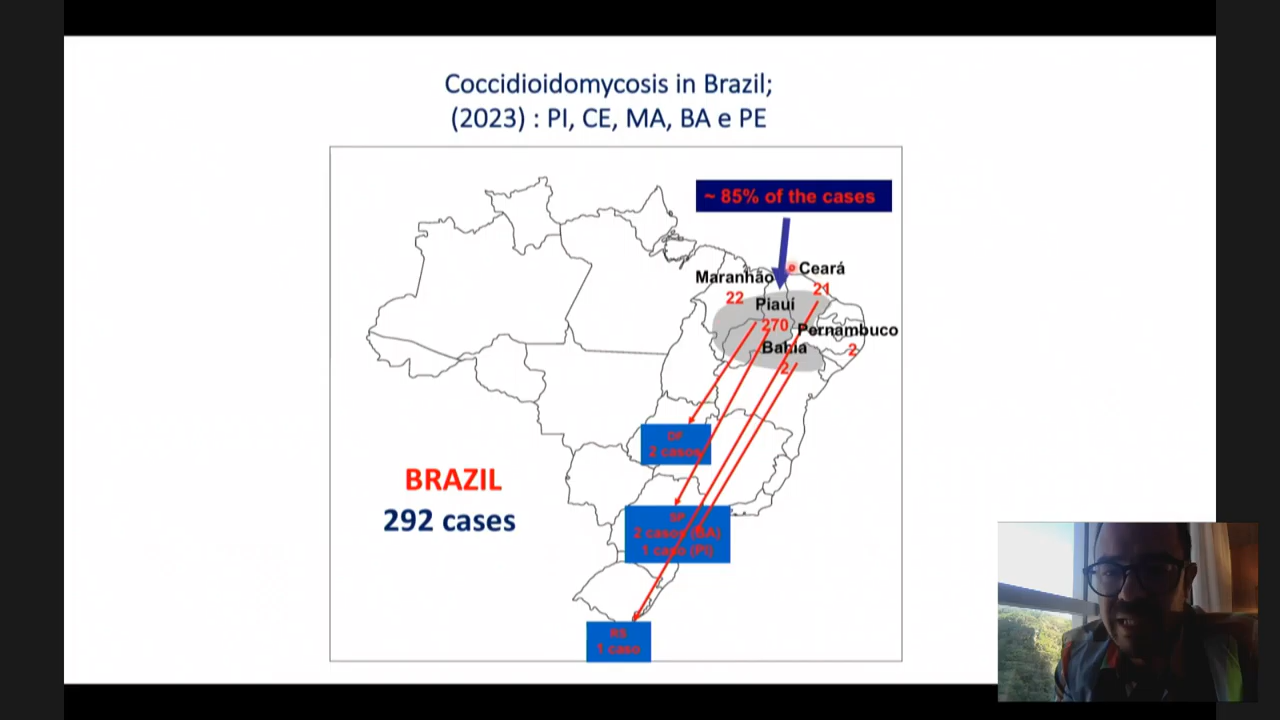 Coccidioidomycosis in Brazil;
(2023) : PI, CE, MA, BA e PE
~ 85% of the cases
Ceará
21
Maranhão
22
Piauí
270
Pernambuco
2
Bahia
2
DF
2 casos
BRAZIL
292 cases
SP
2 casos (BA)
1 caso (PI)
RS
1 caso